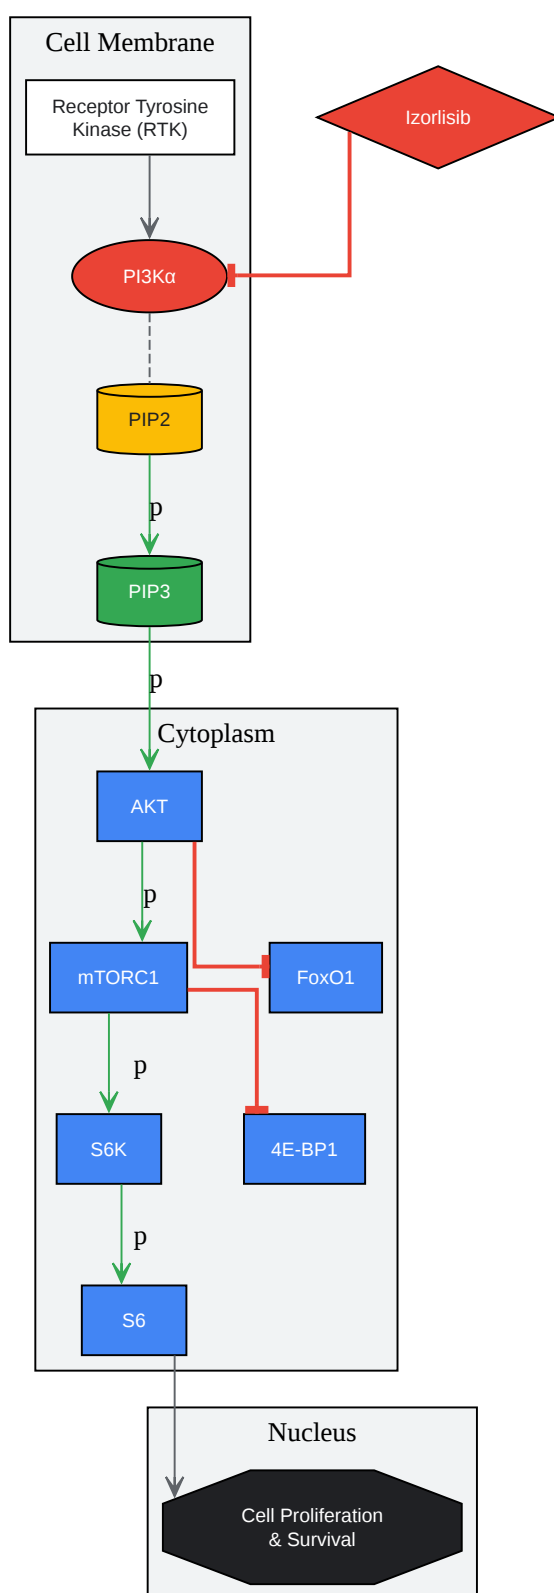 Cell Membrane
Receptor Tyrosine
Kinase (RTK)
Izorlisib
PI3Kα
PIP2
p
PIP3
p
Cytoplasm
AKT
p
mTORC1
FoxO1
p
S6K
4E-BP1
p
S6
Nucleus
Cell Proliferation
& Survival